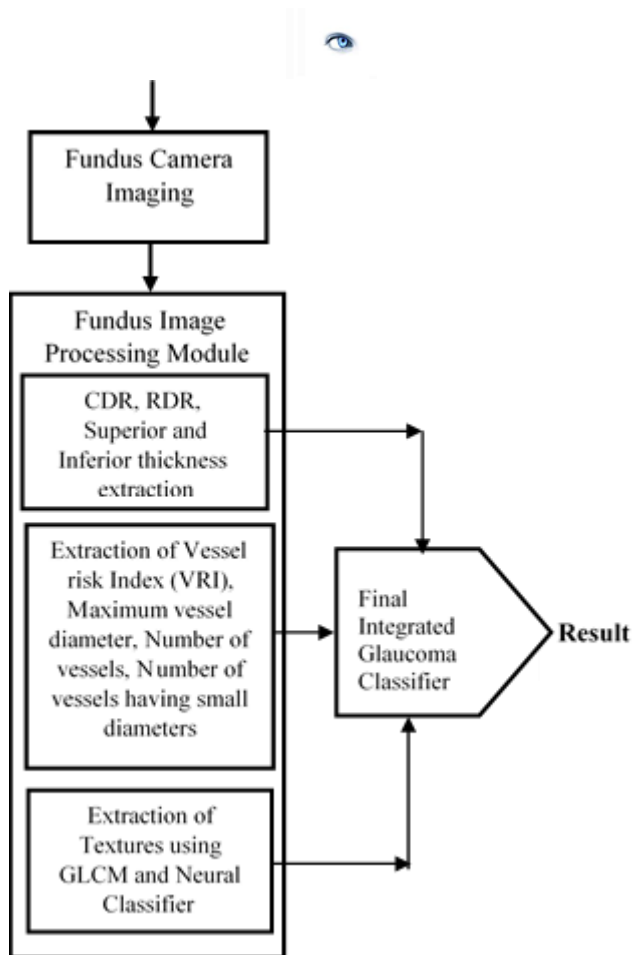 Fundus Camera
Imaging
Fundus Image
Processing Module
CDR, RDR,
Superior and
Inferior thickness
extraction
Extraction of Vessel
risk Index (VRI),
Maximum vessel
diameter, Number of
vessels, Number of
vessels having small
diameters
Extraction of
Textures using
GLCM and Neural
Classifier
Final
Integrated
Glaucoma
Classifier
Result